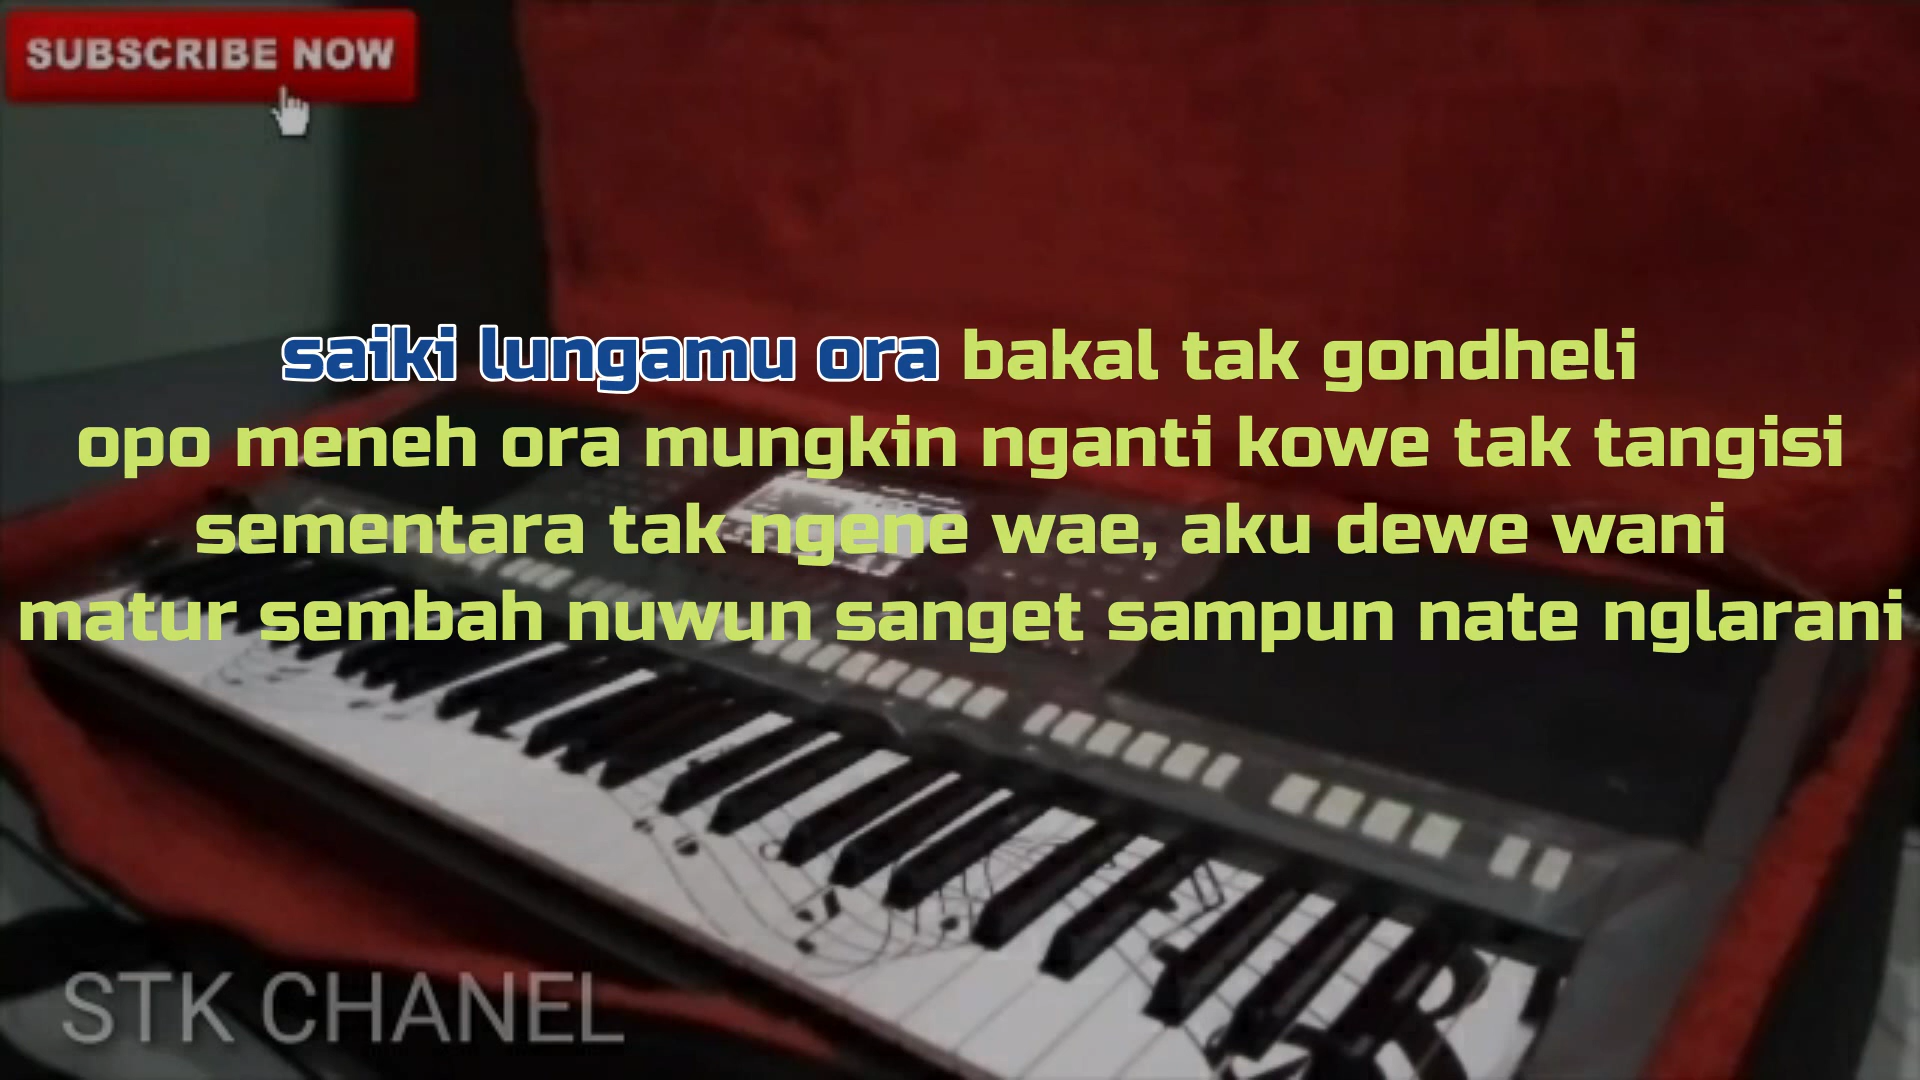 SUBSCRIBE NOW
saiki lungamu ora bakal tak gondheli
opo meneh ora mungkin nganti kowe tak tangisi
sementara tak ngene wae, aku dewe wani
matur sembah nuwun sanget sampun nate nglarani
STK CHANEL